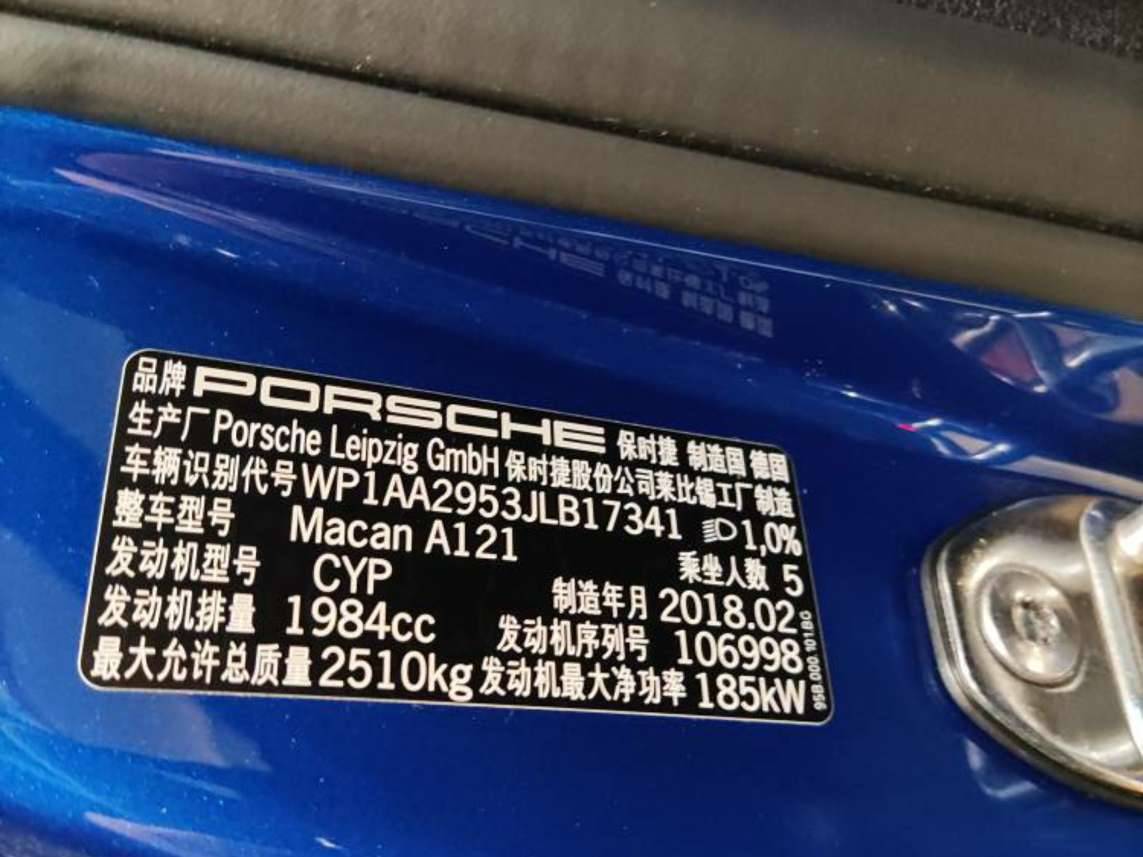 品牌 PORSCHE 保时捷 制造国 德国
生产厂 Porsche Leipzig GmbH 保时捷股份公司莱比锡工厂制造
车辆识别代号 WP1AA2953JLB17341 1,0%
整车型号 Macan A121 乘坐人数 5
发动机型号 CYP 制造年月 2018.02
发动机排量 1984cc 发动机序列号 106998
最大允许总质量 2510kg 发动机最大净功率 185kW
95B.000.101.BG